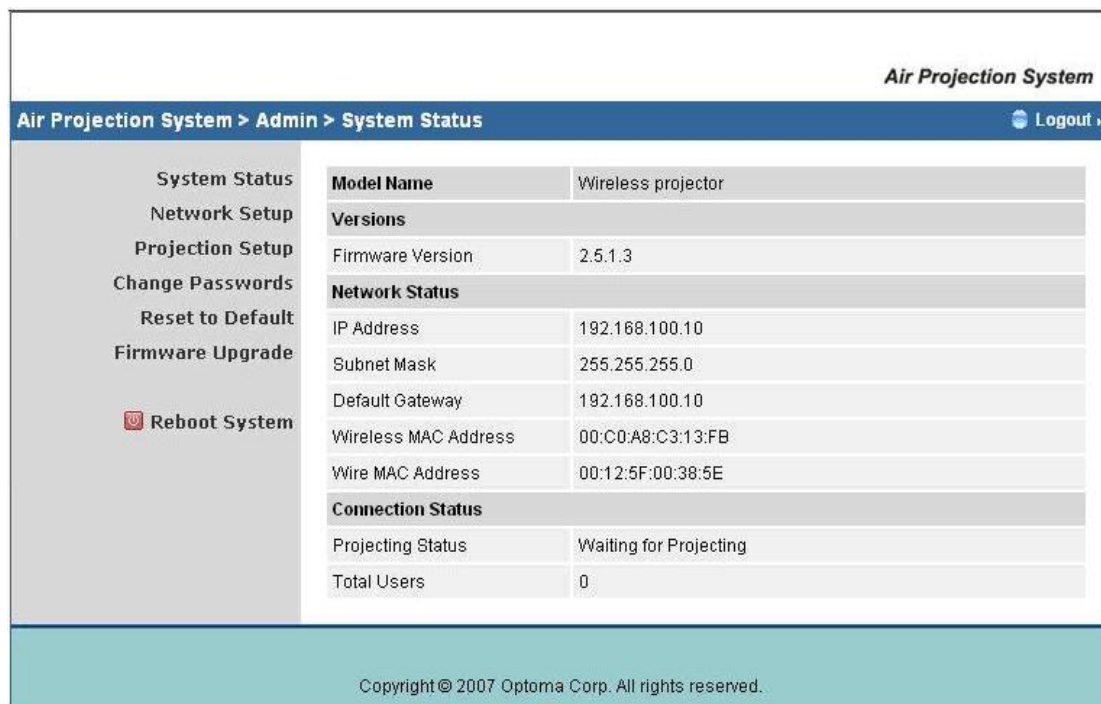 Air Projection System
Air Projection System > Admin > System Status
Logout
System Status
Network Setup
Projection Setup
Change Passwords
Reset to Default
Firmware Upgrade
Reboot System
Model Name Wireless projector
Versions
Firmware Version 2.5.1.3
Network Status
IP Address 192.168.100.10
Subnet Mask 255.255.255.0
Default Gateway 192.168.100.10
Wireless MAC Address 00:C0:A8:C3:13:FB
Wire MAC Address 00:12:5F:00:38:5E
Connection Status
Projecting Status Waiting for Projecting
Total Users 0
Copyright © 2007 Optoma Corp. All rights reserved.